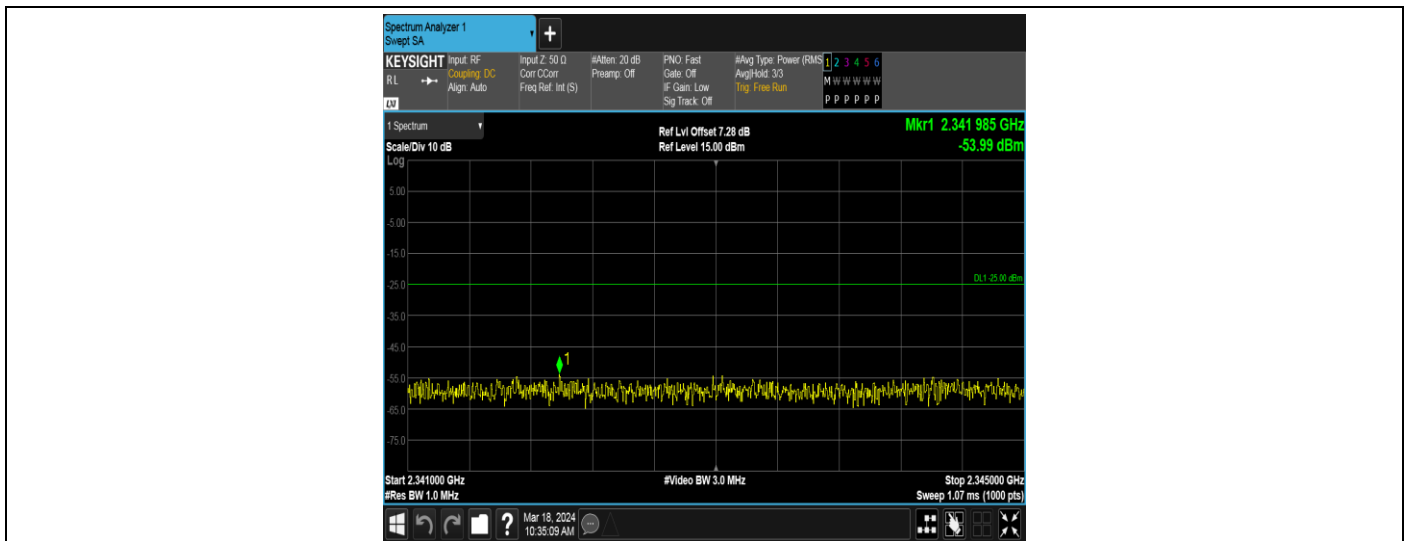 Spectrum Analyzer 1
Swept SA
+
KEYSIGHT
RL
LXI
Input: RF
Coupling: DC
Align: Auto
Input Z: 50 Ω
Corr CCorr
Freq Ref: Int (S)
#Atten: 20 dB
Preamp: Off
PNO: Fast
Gate: Off
IF Gain: Low
Sig Track: Off
#Avg Type: Power (RMS
Avg|Hold: 3/3
Trig: Free Run
1 2 3 4 5 6
M W W W W W
P P P P P P
1 Spectrum
Scale/Div 10 dB
Log
Ref Lvl Offset 7.28 dB
Ref Level 15.00 dBm
Mkr1 2.341 985 GHz
-53.99 dBm
5.00
-5.00
-15.0
DL1 -25.00 dBm
-25.0
-35.0
-45.0
1
-55.0
-65.0
-75.0
Start 2.341000 GHz
#Res BW 1.0 MHz
#Video BW 3.0 MHz
Stop 2.345000 GHz
Sweep 1.07 ms (1000 pts)
?
Mar 18, 2024
10:35:09 AM